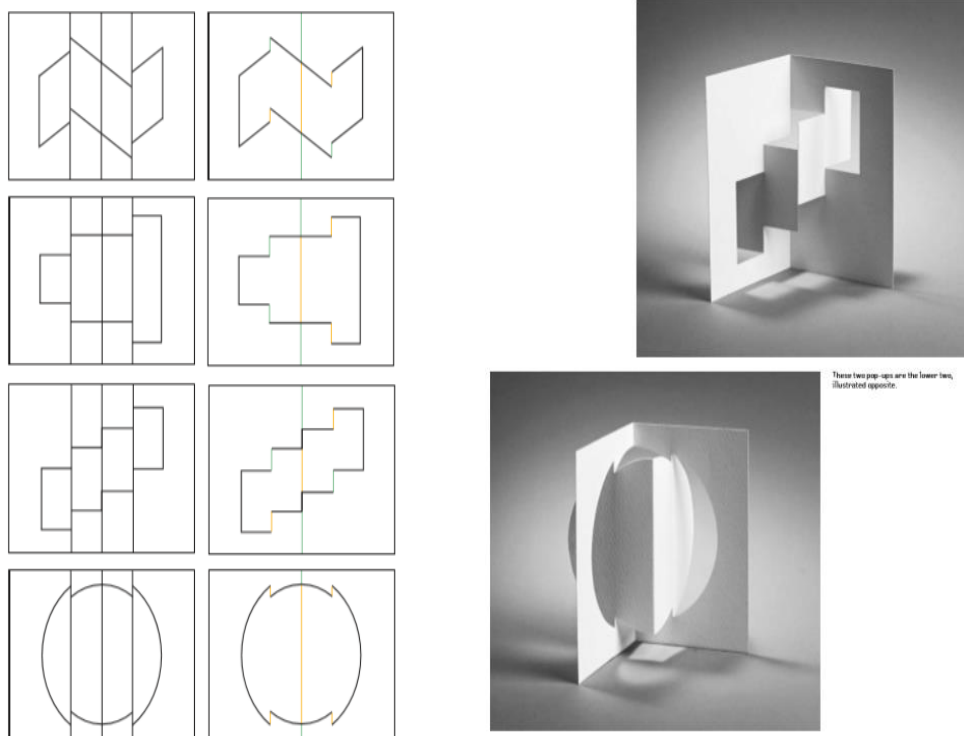 These two pop-ups are the lower two,
illustrated opposite.